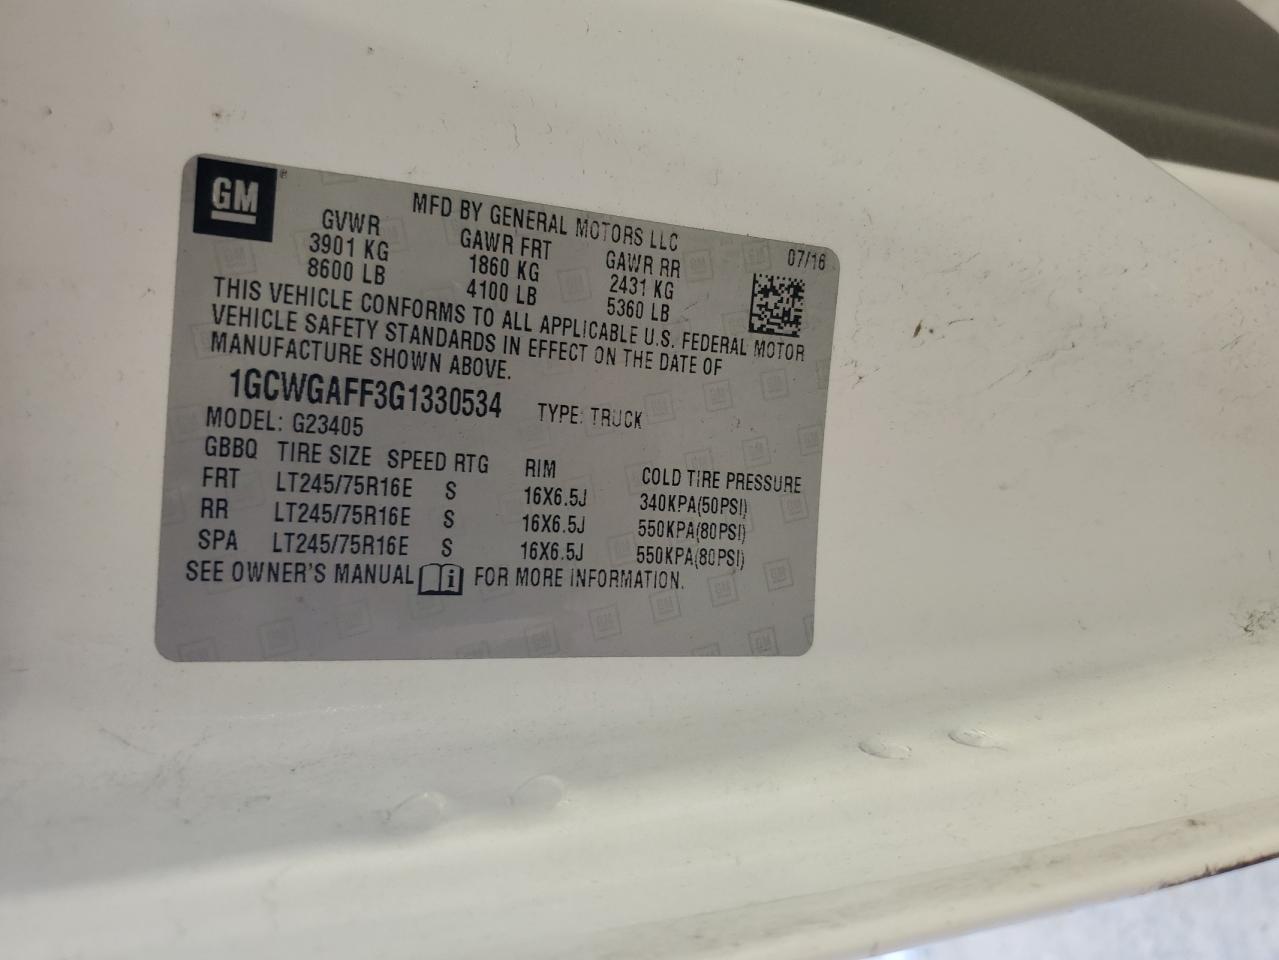 GM ®
MFD BY GENERAL MOTORS LLC
07/16
GVWR GAWR FRT GAWR RR
3901 KG 1860 KG 2431 KG
8600 LB 4100 LB 5360 LB
THIS VEHICLE CONFORMS TO ALL APPLICABLE U.S. FEDERAL MOTOR
VEHICLE SAFETY STANDARDS IN EFFECT ON THE DATE OF
MANUFACTURE SHOWN ABOVE.
1GCWGAFF3G1330534 TYPE: TRUCK
MODEL: G23405
GBBQ TIRE SIZE SPEED RTG RIM COLD TIRE PRESSURE
FRT LT245/75R16E S 16X6.5J 340KPA(50PSI)
RR LT245/75R16E S 16X6.5J 550KPA(80PSI)
SPA LT245/75R16E S 16X6.5J 550KPA(80PSI)
SEE OWNER'S MANUAL i FOR MORE INFORMATION.